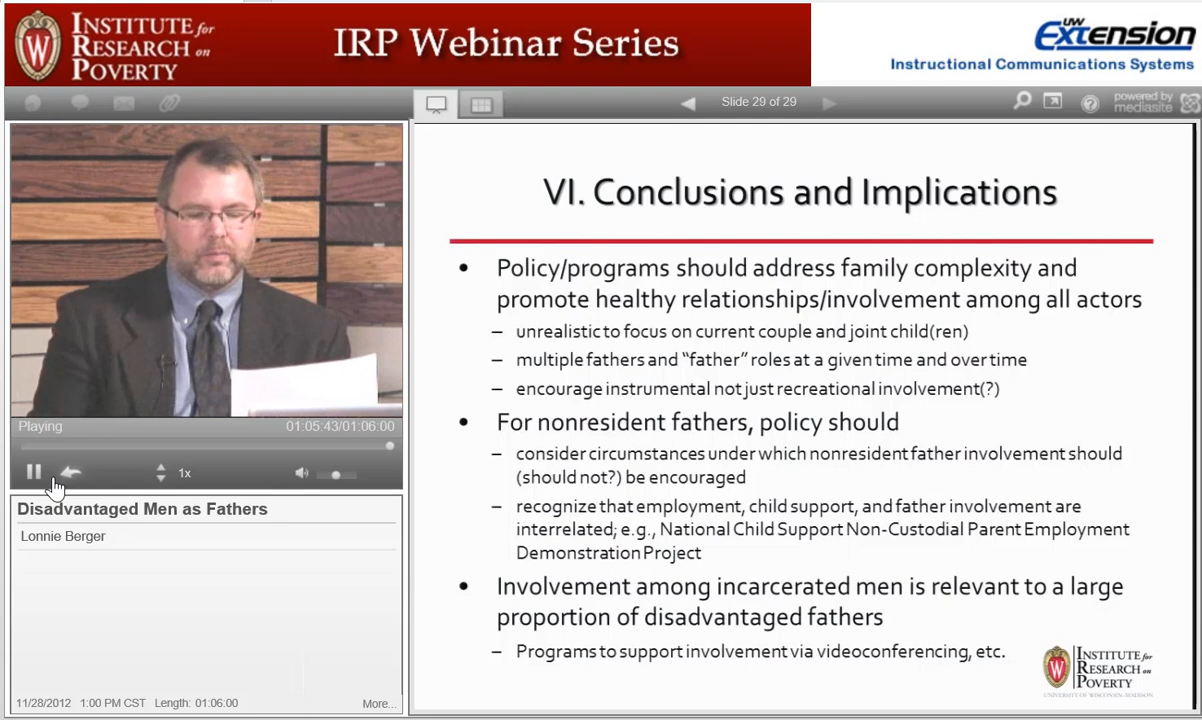 INSTITUTE for
RESEARCH on
POVERTY
IRP Webinar Series
UW
Extension
Instructional Communications Systems
Slide 29 of 29
powered by
mediasite
Playing
01:05:43/01:06:00
1x
Disadvantaged Men as Fathers
Lonnie Berger
11/28/2012 1:00 PM CST Length: 01:06:00
More...
VI. Conclusions and Implications
• Policy/programs should address family complexity and
promote healthy relationships/involvement among all actors
– unrealistic to focus on current couple and joint child(ren)
– multiple fathers and “father” roles at a given time and over time
– encourage instrumental not just recreational involvement(?)
• For nonresident fathers, policy should
– consider circumstances under which nonresident father involvement should
(should not?) be encouraged
– recognize that employment, child support, and father involvement are
interrelated; e.g., National Child Support Non-Custodial Parent Employment
Demonstration Project
• Involvement among incarcerated men is relevant to a large
proportion of disadvantaged fathers
– Programs to support involvement via videoconferencing, etc.
INSTITUTE for
RESEARCH on
POVERTY
UNIVERSITY OF WISCONSIN-MADISON